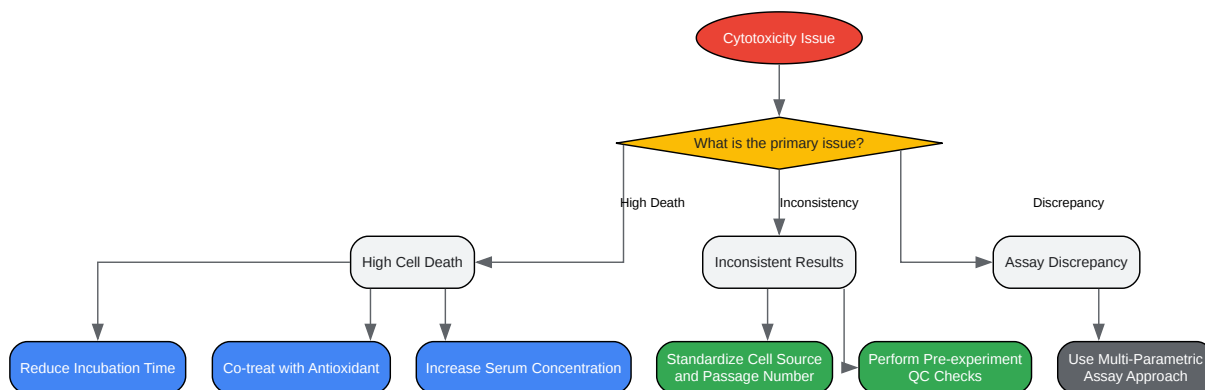 Cytotoxicity Issue
What is the primary issue?
High Death
Inconsistency
Discrepancy
High Cell Death
Inconsistent Results
Assay Discrepancy
Reduce Incubation Time
Co-treat with Antioxidant
Increase Serum Concentration
Standardize Cell Source
and Passage Number
Perform Pre-experiment
QC Checks
Use Multi-Parametric
Assay Approach